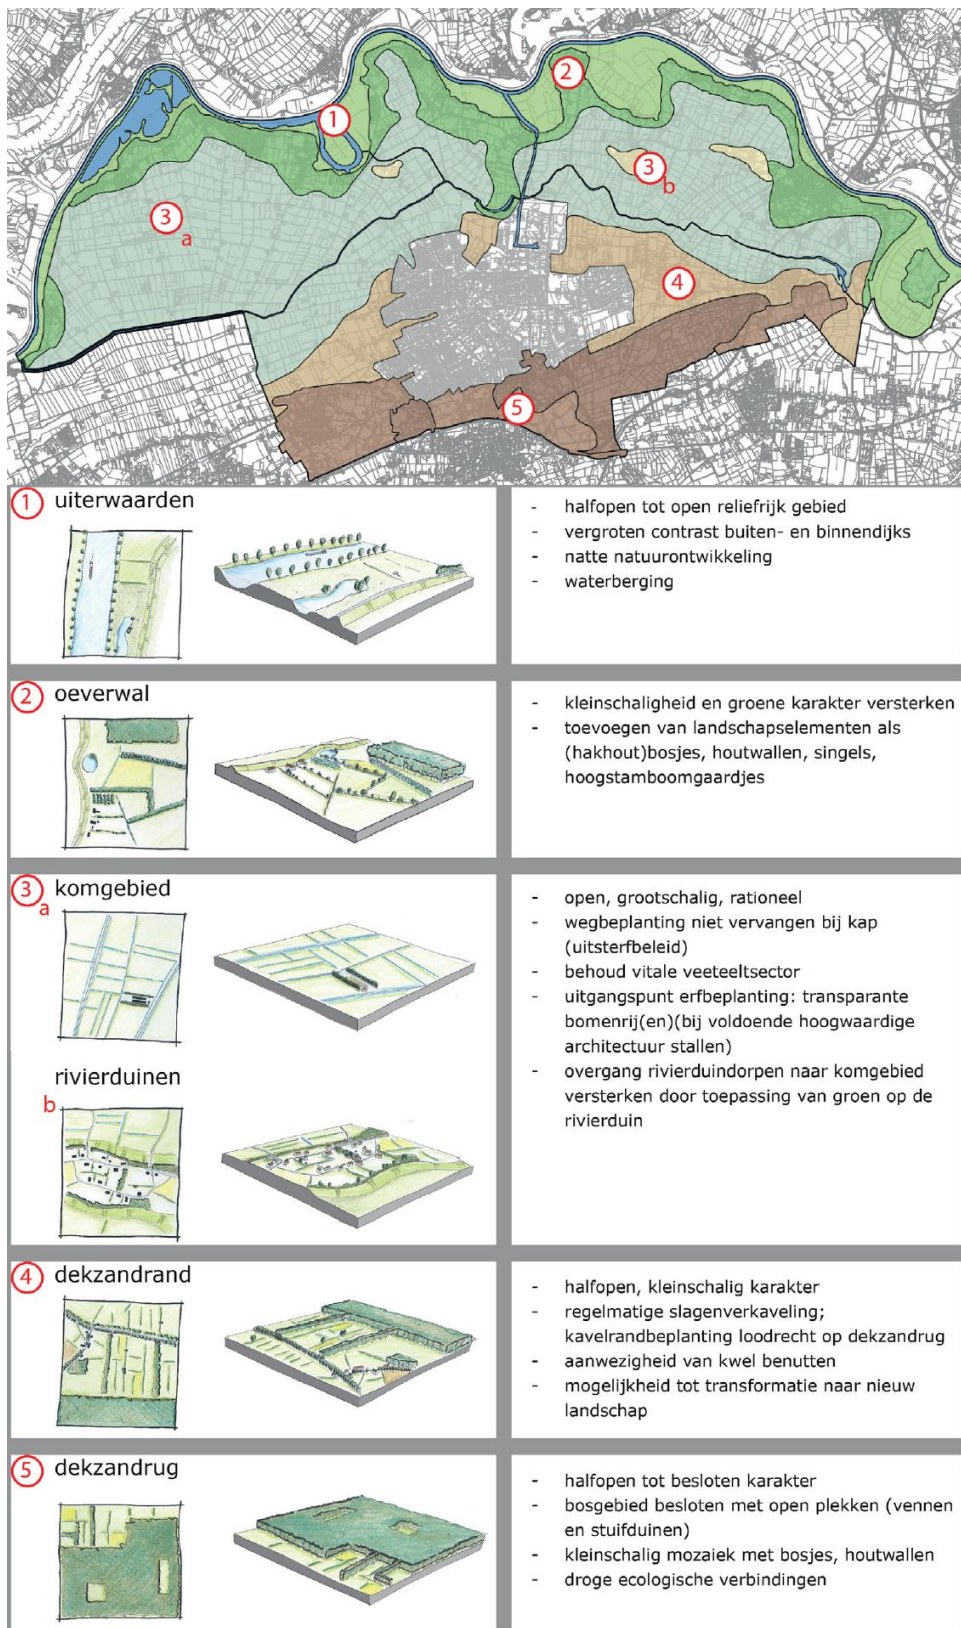 1
2
3
a
3
b
4
5
1 uiterwaarden
- halfopen tot open reliefrijk gebied
- vergroten contrast buiten- en binnendijks
- natte natuurontwikkeling
- waterberging
2 oeverwal
- kleinschaligheid en groene karakter versterken
- toevoegen van landschapselementen als
(hakhout)bosjes, houtwallen, singels,
hoogstamboomgaardjes
3 komgebied
a
- open, grootschalig, rationeel
- wegbeplanting niet vervangen bij kap
(uitsterfbeleid)
- behoud vitale veeteeltsector
- uitgangspunt erfbeplanting: transparante
bomenrij(en)(bij voldoende hoogwaardige
architectuur stallen)
- overgang rivierduindorpen naar komgebied
versterken door toepassing van groen op de
rivierduin
rivierduinen
b
4 dekzandrand
- halfopen, kleinschalig karakter
- regelmatige slagenverkaveling;
kavelrandbeplanting loodrecht op dekzandrug
- aanwezigheid van kwel benutten
- mogelijkheid tot transformatie naar nieuw
landschap
5 dekzandrug
- halfopen tot besloten karakter
- bosgebied besloten met open plekken (vennen
en stuifduinen)
- kleinschalig mozaiek met bosjes, houtwallen
- droge ecologische verbindingen